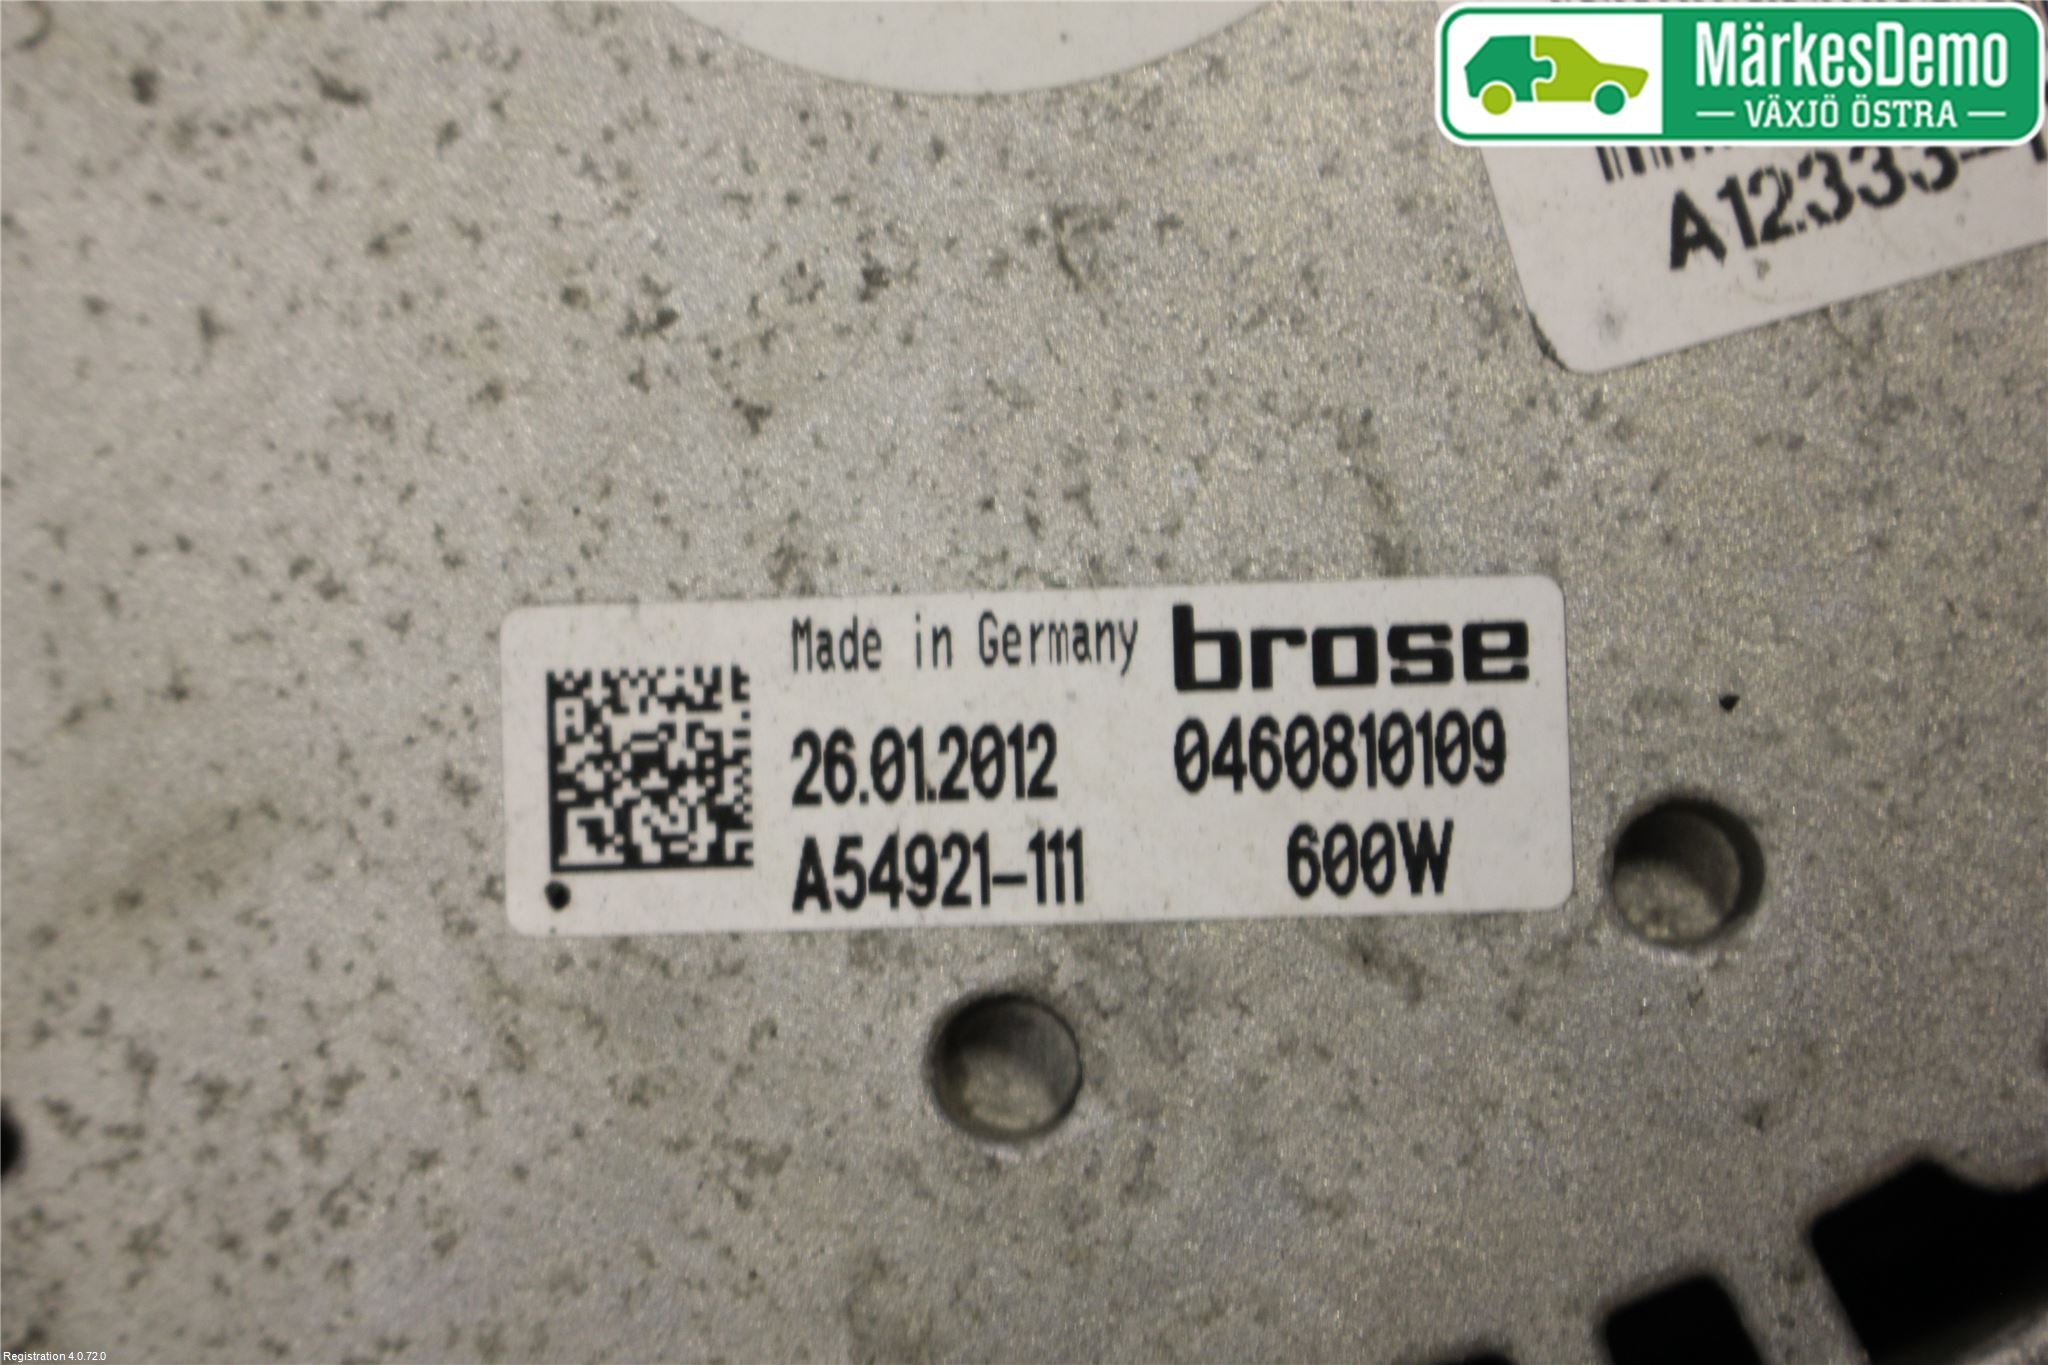 MärkesDemo
VÄXJÖ ÖSTRA
A12333-
Made in Germany brose
26.01.2012 0460810109
A54921-111 600W
Registration 4.0.72.0